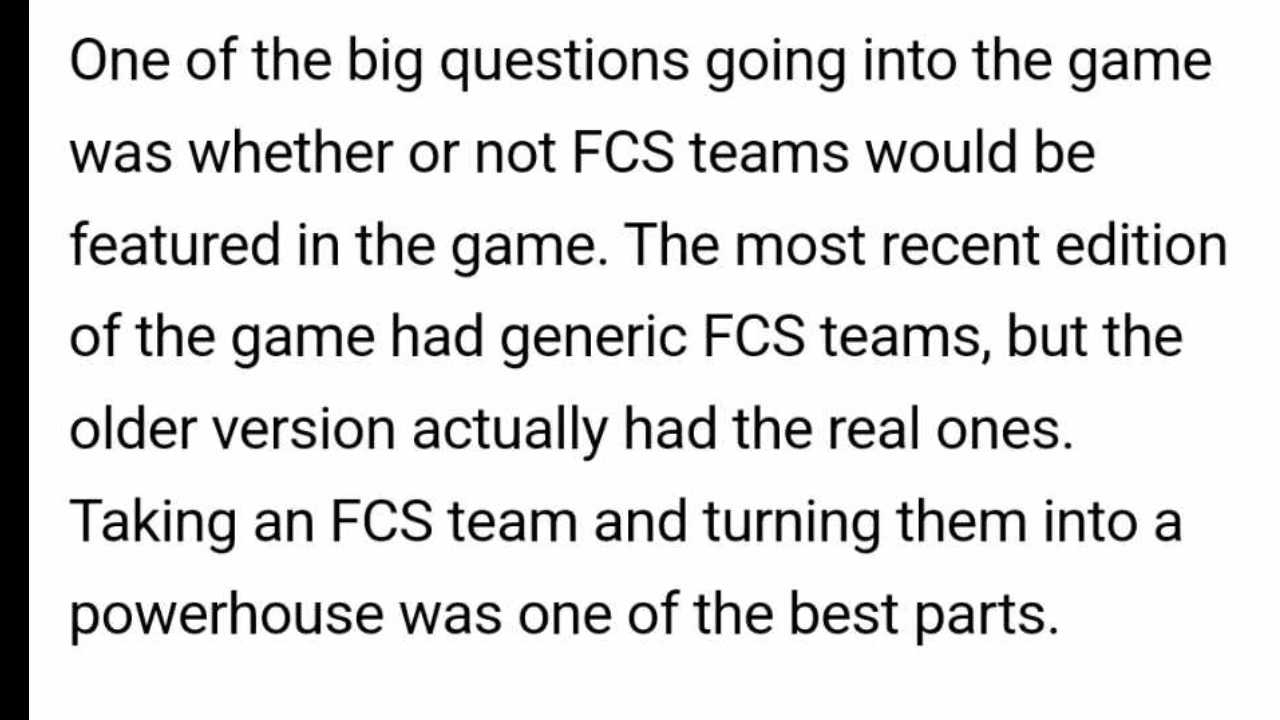 One of the big questions going into the game
was whether or not FCS teams would be
featured in the game. The most recent edition
of the game had generic FCS teams, but the
older version actually had the real ones.
Taking an FCS team and turning them into a
powerhouse was one of the best parts.